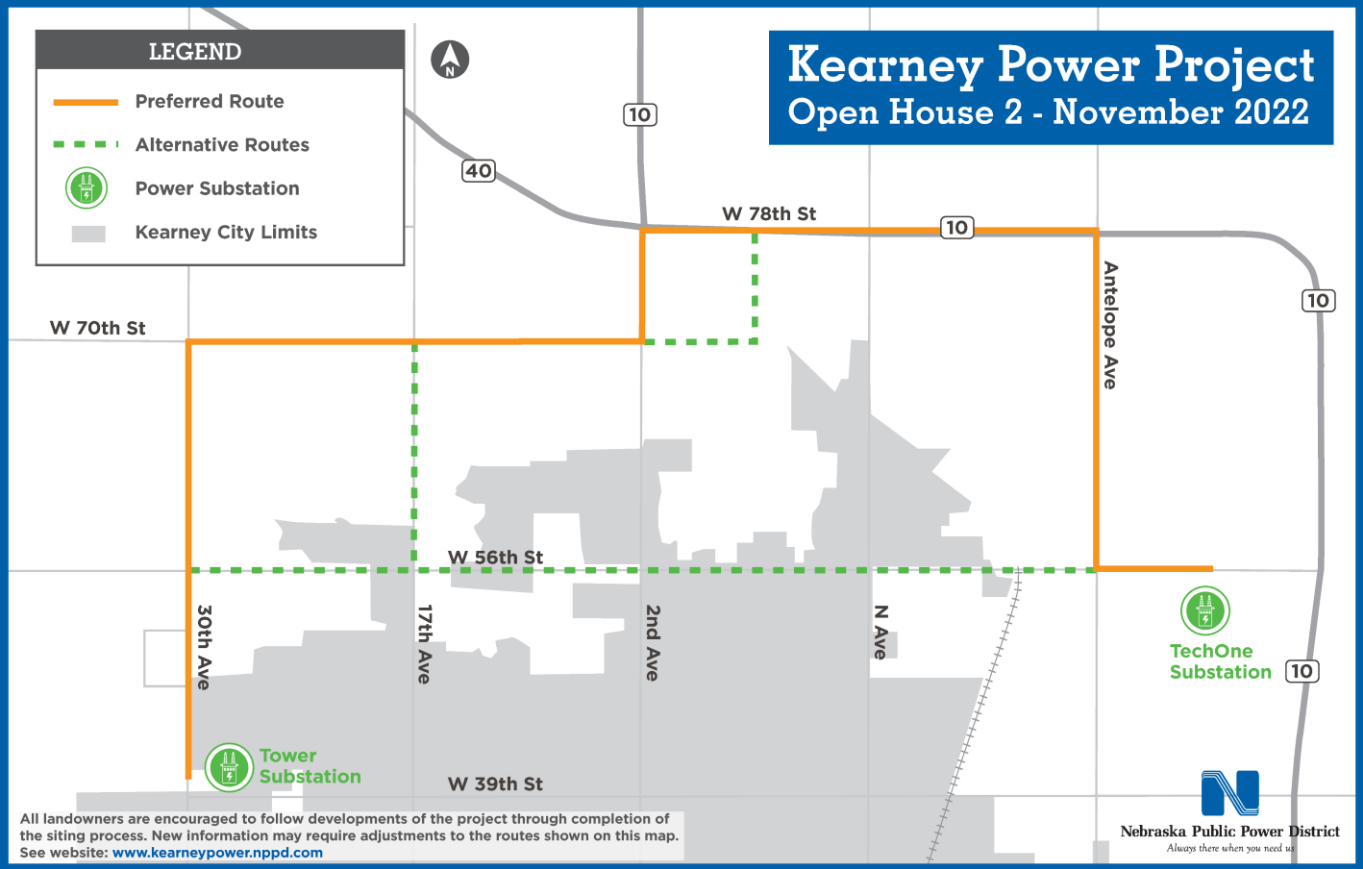 LEGEND
Preferred Route
Alternative Routes
Power Substation
Kearney City Limits
N
Kearney Power Project
Open House 2 - November 2022
10
40
W 78th St
10
10
W 70th St
Antelope Ave
W 56th St
30th Ave
17th Ave
2nd Ave
N Ave
TechOne
Substation
10
Tower
Substation
W 39th St
All landowners are encouraged to follow developments of the project through completion of
the siting process. New information may require adjustments to the routes shown on this map.
See website: www.kearneypower.nppd.com
Nebraska Public Power District
Always there when you need us